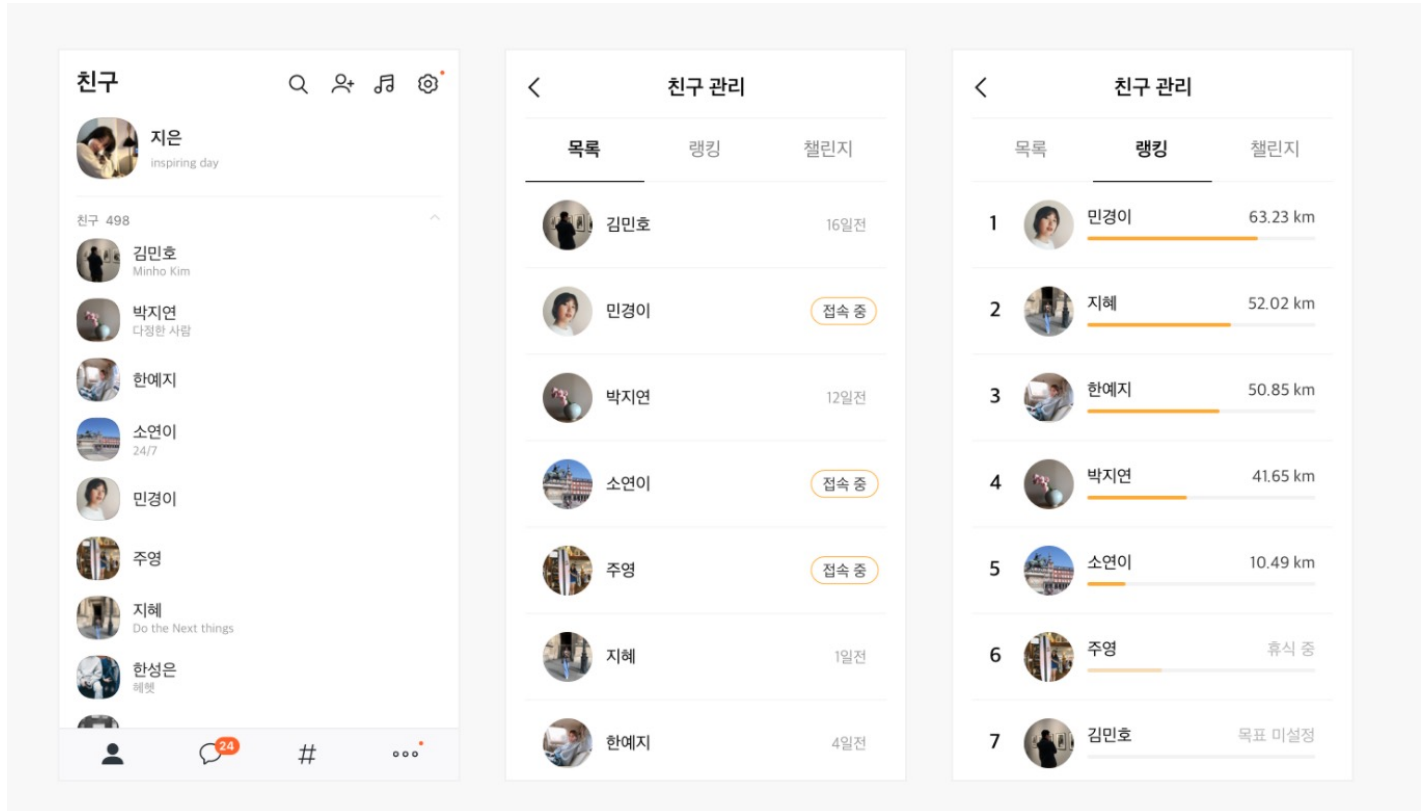 친구
지은
inspiring day
친구 498
김민호
Minho Kim
박지연
다정한 사람
한예지
소연이
24/7
민경이
주영
지혜
Do the Next things
한성은
헤헷
24
#
친구 관리
목록 랭킹 챌린지
김민호 16일전
민경이 접속 중
박지연 12일전
소연이 접속 중
주영 접속 중
지혜 1일전
한예지 4일전
친구 관리
목록 랭킹 챌린지
1 민경이 63.23 km
2 지혜 52.02 km
3 한예지 50.85 km
4 박지연 41.65 km
5 소연이 10.49 km
6 주영 휴식 중
7 김민호 목표 미설정